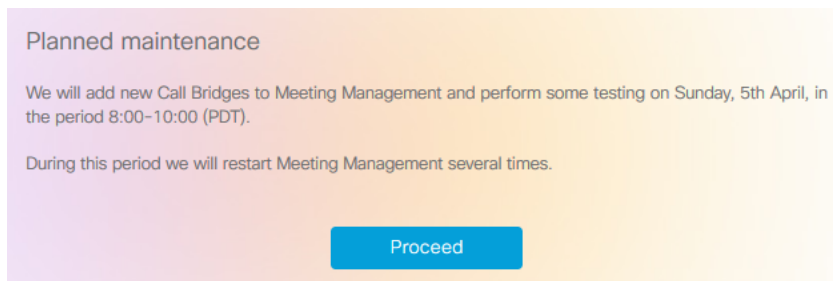 Planned maintenance
We will add new Call Bridges to Meeting Management and perform some testing on Sunday, 5th April, in
the period 8:00-10:00 (PDT).
During this period we will restart Meeting Management several times.
Proceed